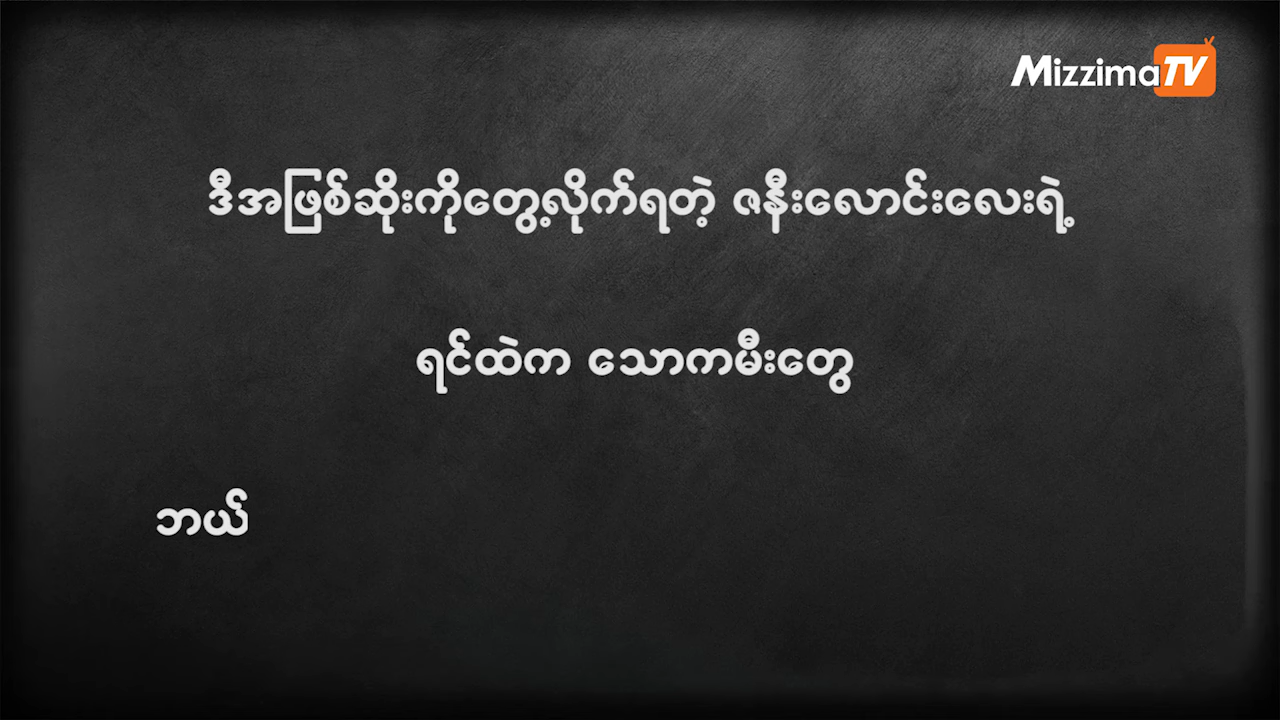 MizzimaTV
ဒီအဖြစ်ဆိုးကိုတွေ့လိုက်ရတဲ့ ဇနီးလောင်းလေးရဲ့
ရင်ထဲက သောကမီးတွေ
ဘယ်